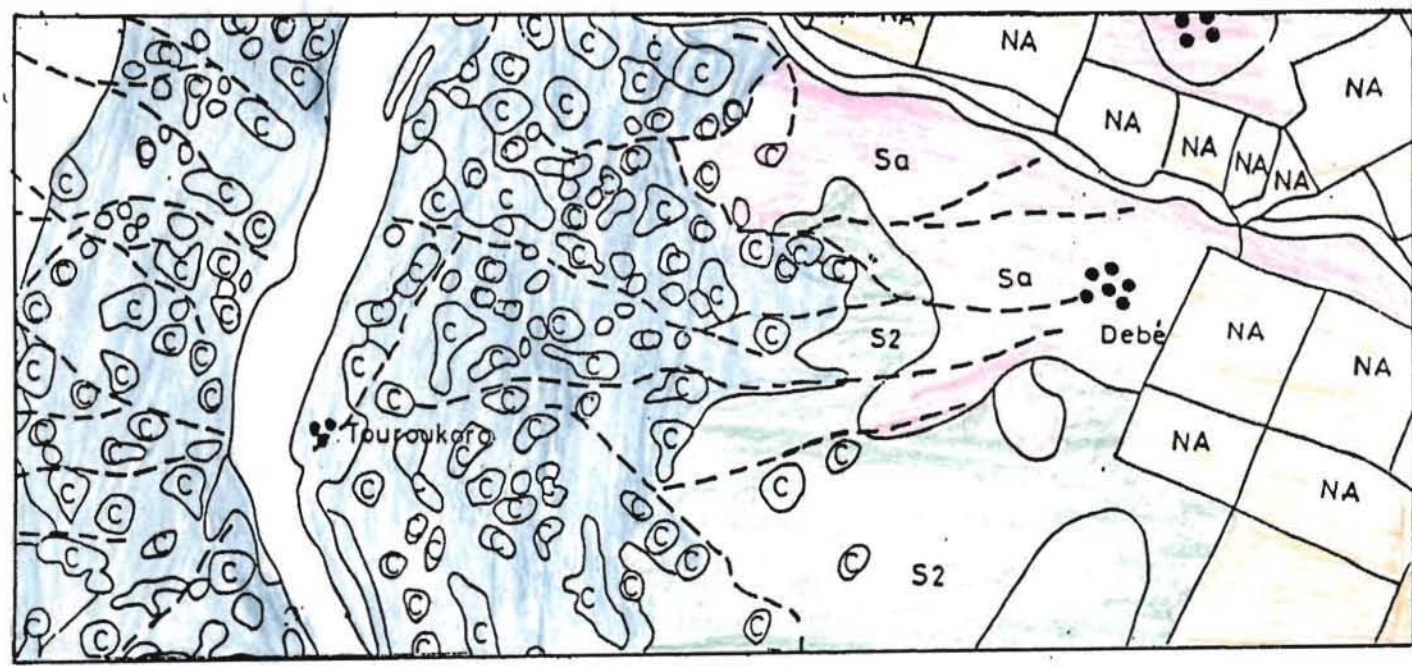 C C C C C C C C NA
C C C C C C C NA
C C C C C NA
C C C C C C NA
C C C C C C Sa NA
C C C C C C NA
C C C C C C NA
C C C C C C C
C C C C C C Sa
C C C C C C
C C C C C Debé NA
C C C C C S2
C C C C C NA
C C C C C
Touroukoro C C NA
C C C C C
C C C C C NA
C C C C C
C C C C C
C C C C S2
C C C C